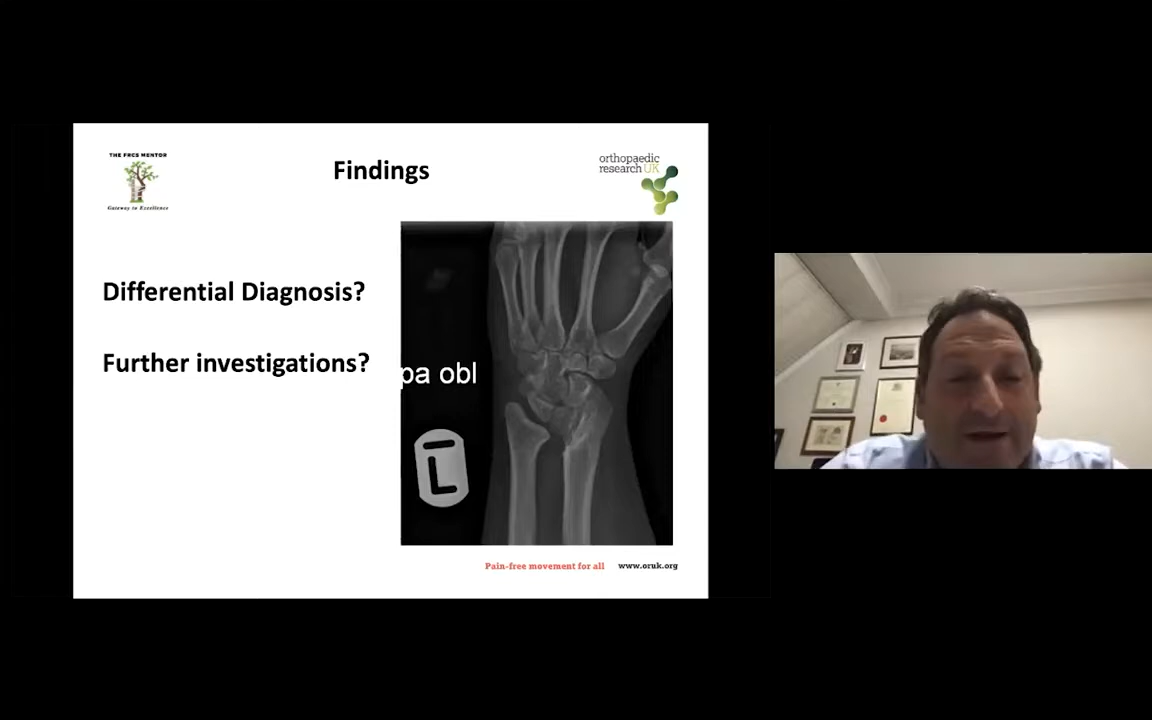 THE FRCS MENTOR
Gateway to Excellence
Findings
orthopaedic
research UK
Differential Diagnosis?
Further investigations?
pa obl
L
Pain-free movement for all
www.oruk.org